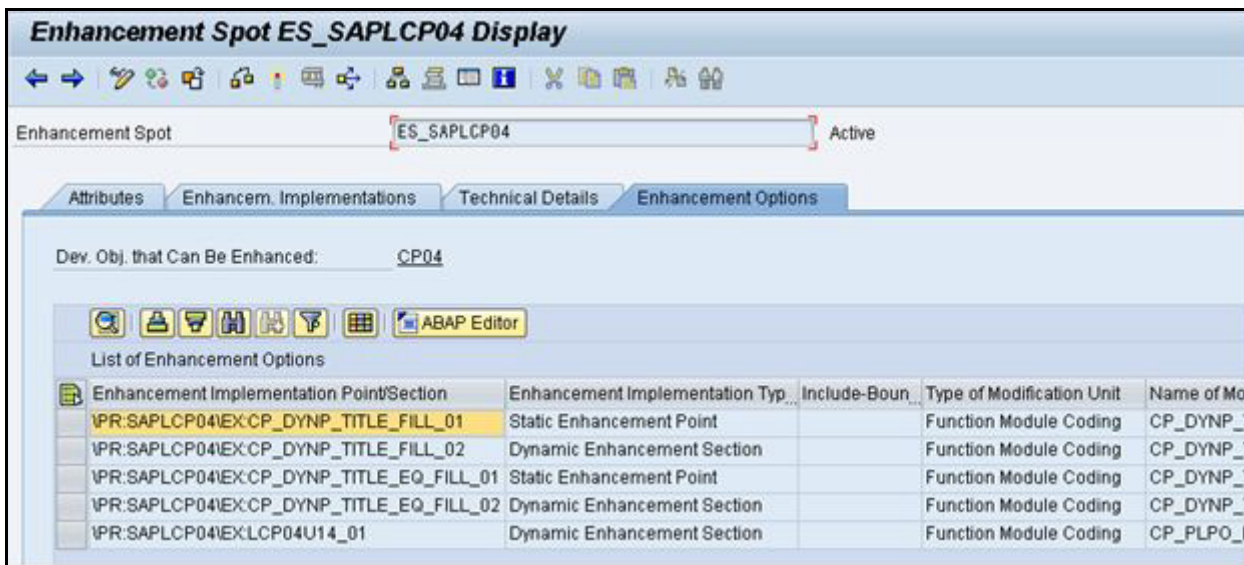 Enhancement Spot ES_SAPLCP04 Display
Enhancement Spot ES_SAPLCP04 Active
Attributes Enhancem. Implementations Technical Details Enhancement Options
Dev. Obj. that Can Be Enhanced: CP04
ABAP Editor
List of Enhancement Options
Enhancement Implementation Point/Section Enhancement Implementation Typ... Include-Boun... Type of Modification Unit Name of Mo
\PR:SAPLCP04\EX:CP_DYNP_TITLE_FILL_01 Static Enhancement Point Function Module Coding CP_DYNP_
\PR:SAPLCP04\EX:CP_DYNP_TITLE_FILL_02 Dynamic Enhancement Section Function Module Coding CP_DYNP_
\PR:SAPLCP04\EX:CP_DYNP_TITLE_EQ_FILL_01 Static Enhancement Point Function Module Coding CP_DYNP_
\PR:SAPLCP04\EX:CP_DYNP_TITLE_EQ_FILL_02 Dynamic Enhancement Section Function Module Coding CP_DYNP_
\PR:SAPLCP04\EX:LCP04U14_01 Dynamic Enhancement Section Function Module Coding CP_PLPO_